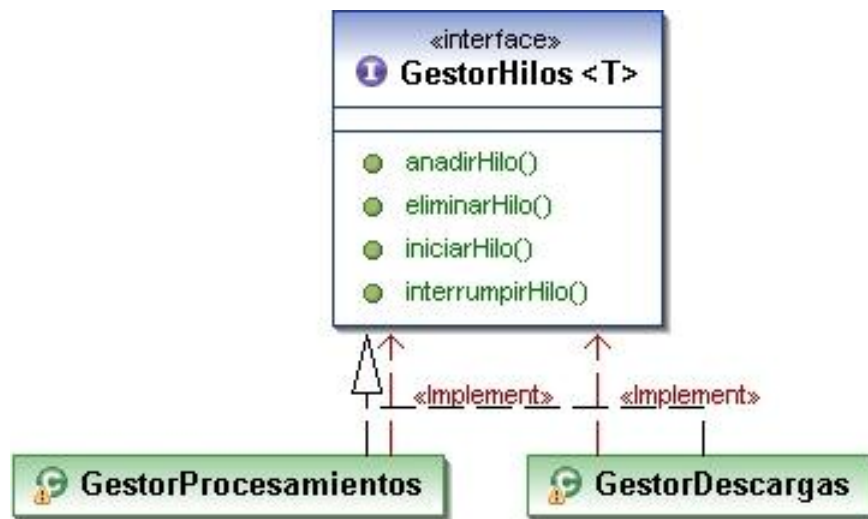 «interface»
GestorHilos <T>
anadirHilo()
eliminarHilo()
iniciarHilo()
interrumpirHilo()
«Implement» «Implement»
GestorProcesamientos GestorDescargas